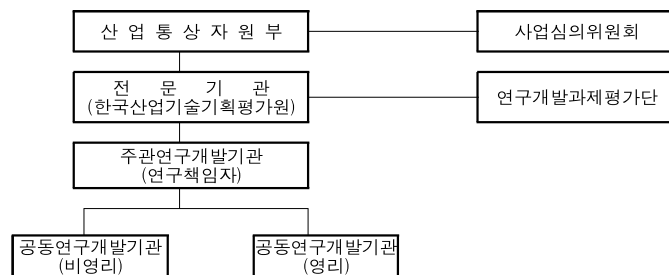 산 업 통 상 자 원 부
사업심의위원회
전 문 기 관
(한국산업기술기획평가원)
연구개발과제평가단
주관연구개발기관
(연구책임자)
공동연구개발기관
(비영리)
공동연구개발기관
(영리)